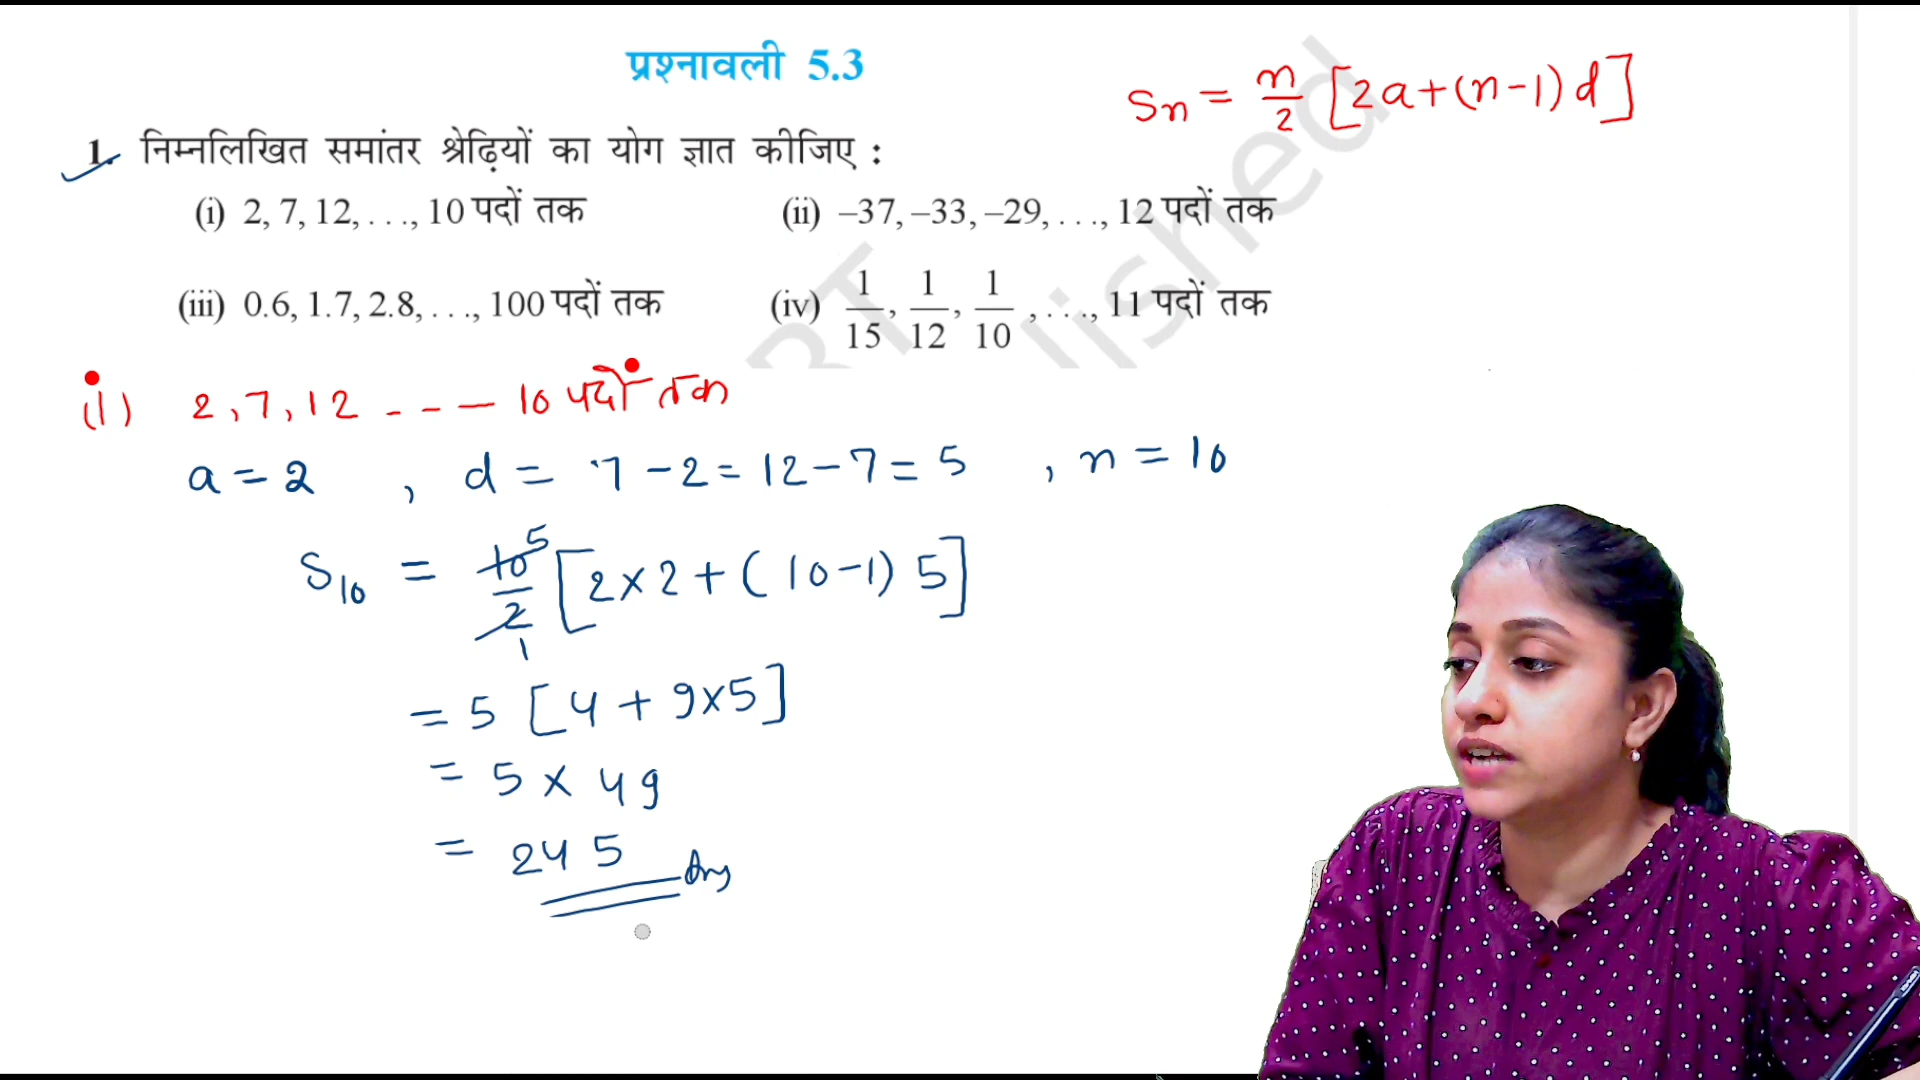 प्रश्नावली 5.3
Sn = n/2 [2a+(n-1)d]
1. निम्नलिखित समांतर श्रेढ़ियों का योग ज्ञात कीजिए :
(i) 2, 7, 12, . . ., 10 पदों तक
(ii) –37, –33, –29, . . ., 12 पदों तक
(iii) 0.6, 1.7, 2.8, . . ., 100 पदों तक
(iv) 1/15, 1/12, 1/10, . . ., 11 पदों तक
(i) 2, 7, 12 - - — 10 पदों तक
a = 2 , d = 7 - 2 = 12 - 7 = 5 , n = 10
S10 = 10/2 5 1 [2×2+(10-1) 5]
= 5 [4 + 9×5]
= 5 × 49
= 245 Ans